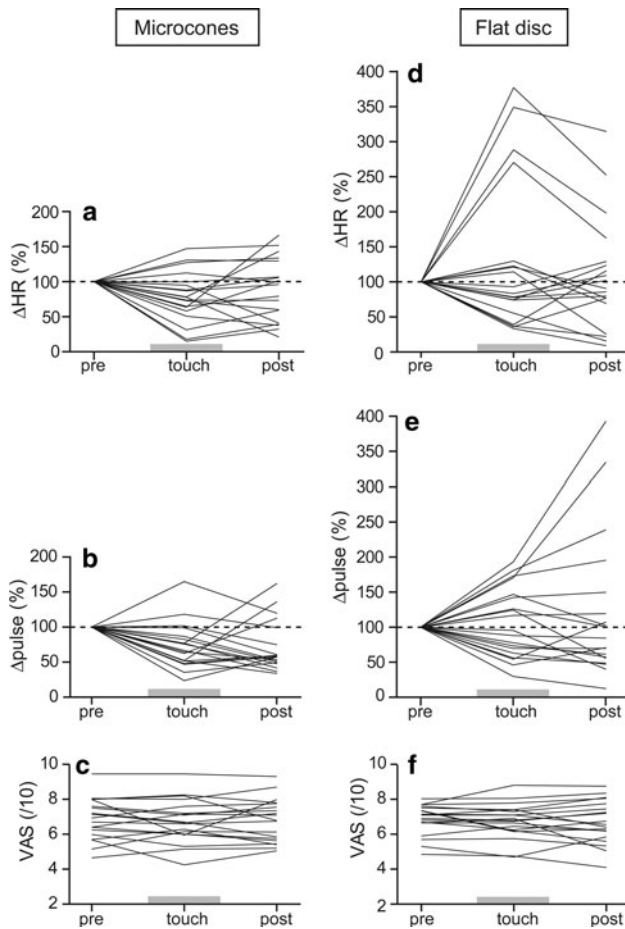 Microcones
Flat disc
a
ΔHR (%)
200
150
100
50
0
pre touch post
d
ΔHR (%)
400
350
300
250
200
150
100
50
0
pre touch post
b
Δpulse (%)
200
150
100
50
0
pre touch post
e
Δpulse (%)
400
350
300
250
200
150
100
50
0
pre touch post
c
VAS (/10)
10
8
6
4
2
pre touch post
f
VAS (/10)
10
8
6
4
2
pre touch post